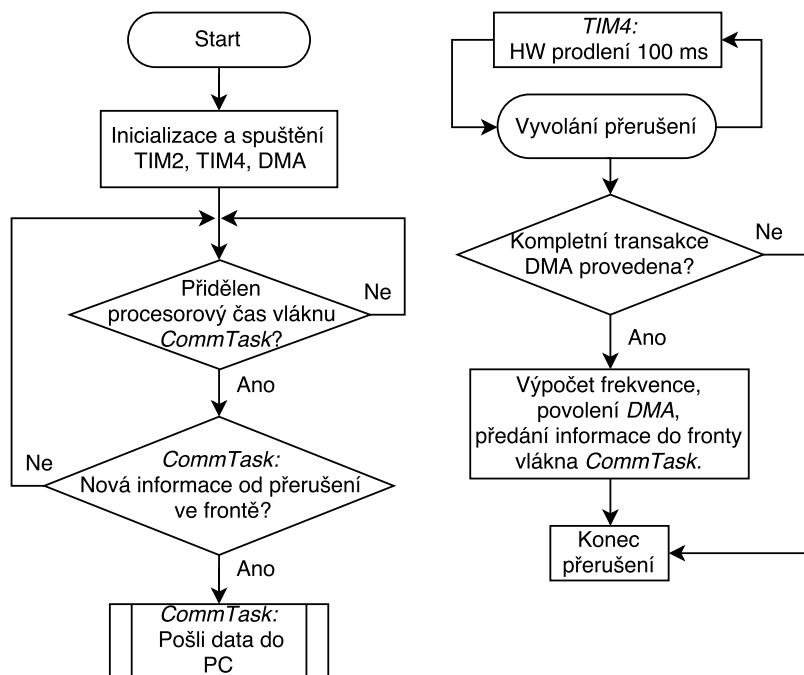 Start
Inicializace a spuštění
TIM2, TIM4, DMA
Přidělen
procesorový čas vláknu
CommTask?
Ne
Ano
CommTask:
Nová informace od přerušení
ve frontě?
Ne
Ano
CommTask:
Pošli data do
PC
TIM4:
HW prodlení 100 ms
Vyvolání přerušení
Kompletní transakce
DMA provedena?
Ne
Ano
Výpočet frekvence,
povolení DMA,
předání informace do fronty
vlákna CommTask.
Konec
přerušení